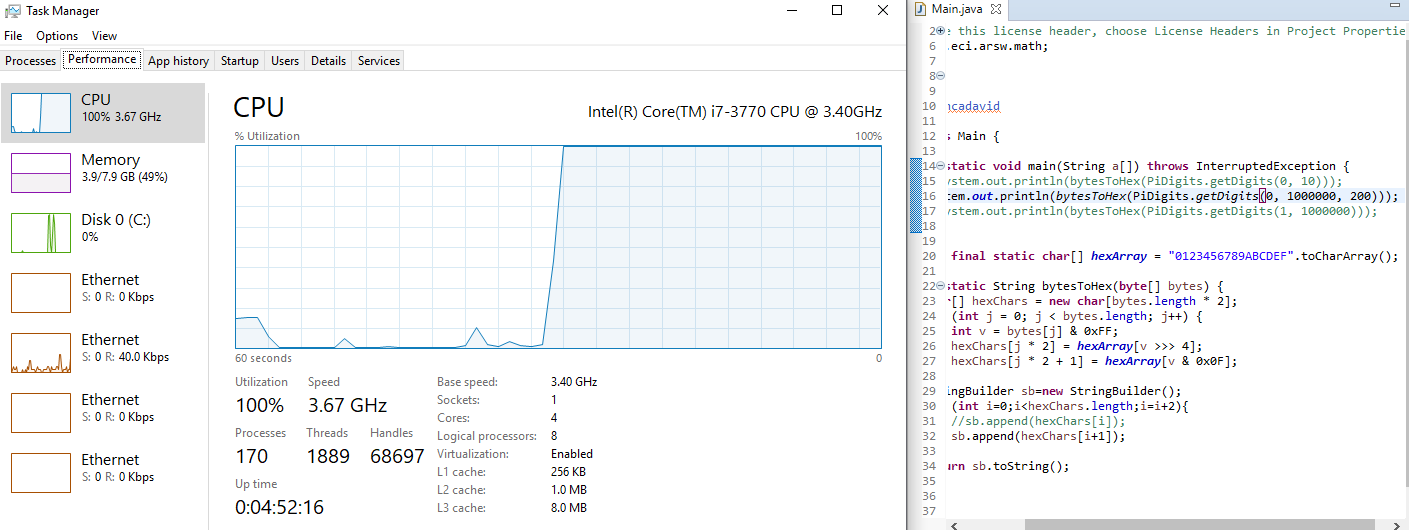 Task Manager
File Options View
Processes Performance App history Startup Users Details Services
CPU
100% 3.67 GHz
Memory
3.9/7.9 GB (49%)
Disk 0 (C:)
0%
Ethernet
S: 0 R: 0 Kbps
Ethernet
S: 0 R: 40.0 Kbps
Ethernet
S: 0 R: 0 Kbps
Ethernet
S: 0 R: 0 Kbps
CPU Intel(R) Core(TM) i7-3770 CPU @ 3.40GHz
% Utilization 100%
60 seconds 0
Utilization Speed
100% 3.67 GHz
Processes Threads Handles
170 1889 68697
Up time
0:04:52:16
Base speed: 3.40 GHz
Sockets: 1
Cores: 4
Logical processors: 8
Virtualization: Enabled
L1 cache: 256 KB
L2 cache: 1.0 MB
L3 cache: 8.0 MB
Main.java
2 e this license header, choose License Headers in Project Propertie
6 .eci.arsw.math;
7
8
9
10 ncadavid
11
12 s Main {
13
14 static void main(String a[]) throws InterruptedException {
15 ystem.out.println(bytesToHex(PiDigits.getDigits(0, 10)));
16 tem.out.println(bytesToHex(PiDigits.getDigits(0, 1000000, 200)));
17 ystem.out.println(bytesToHex(PiDigits.getDigits(1, 1000000)));
18
19
20 final static char[] hexArray = "0123456789ABCDEF".toCharArray();
21
22 static String bytesToHex(byte[] bytes) {
23 r[] hexChars = new char[bytes.length * 2];
24 (int j = 0; j < bytes.length; j++) {
25 int v = bytes[j] & 0xFF;
26 hexChars[j * 2] = hexArray[v >>> 4];
27 hexChars[j * 2 + 1] = hexArray[v & 0x0F];
28
29 ingBuilder sb=new StringBuilder();
30 (int i=0;i<hexChars.length;i=i+2){
31 //sb.append(hexChars[i]);
32 sb.append(hexChars[i+1]);
33
34 urn sb.toString();
35
36
37